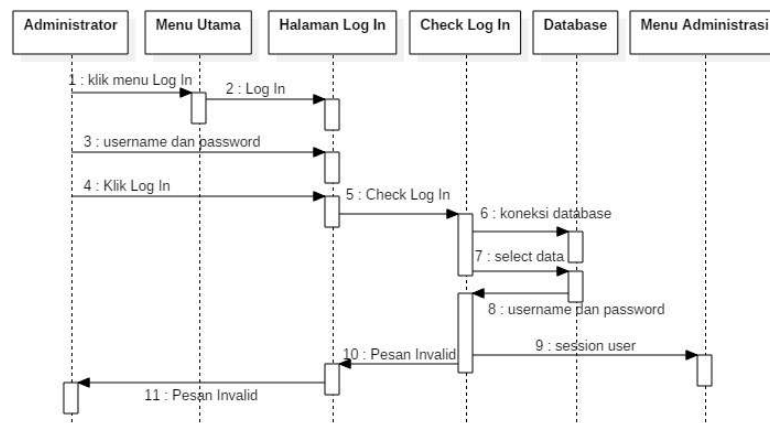 Administrator
Menu Utama
Halaman Log In
Check Log In
Database
Menu Administrasi
1 : klik menu Log In
2 : Log In
3 : username dan password
4 : Klik Log In
5 : Check Log In
6 : koneksi database
7 : select data
8 : username dan password
9 : session user
10 : Pesan Invalid
11 : Pesan Invalid